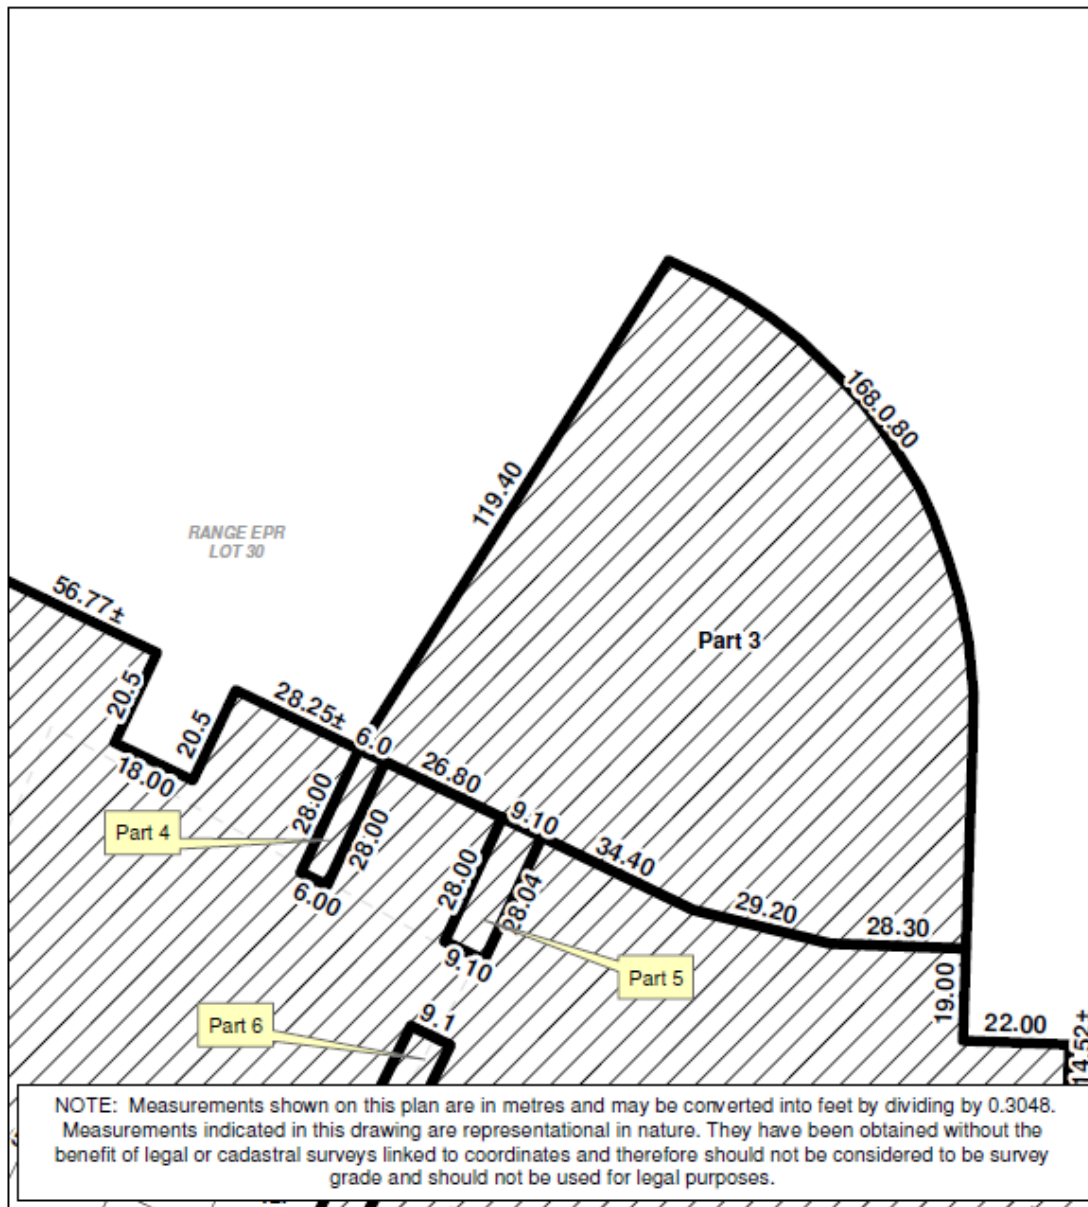 168.0.80
119.40
RANGE EPR
LOT 30
56.77±
Part 3
20.5
20.5
28.25±
18.00
6.0
26.80
28.00
28.00
9.10
Part 4
34.40
6.00
28.00
28.04
29.20
28.30
9.10
Part 5
19.00
9.1
Part 6
22.00
14.52±
NOTE: Measurements shown on this plan are in metres and may be converted into feet by dividing by 0.3048.
Measurements indicated in this drawing are representational in nature. They have been obtained without the
benefit of legal or cadastral surveys linked to coordinates and therefore should not be considered to be survey
grade and should not be used for legal purposes.